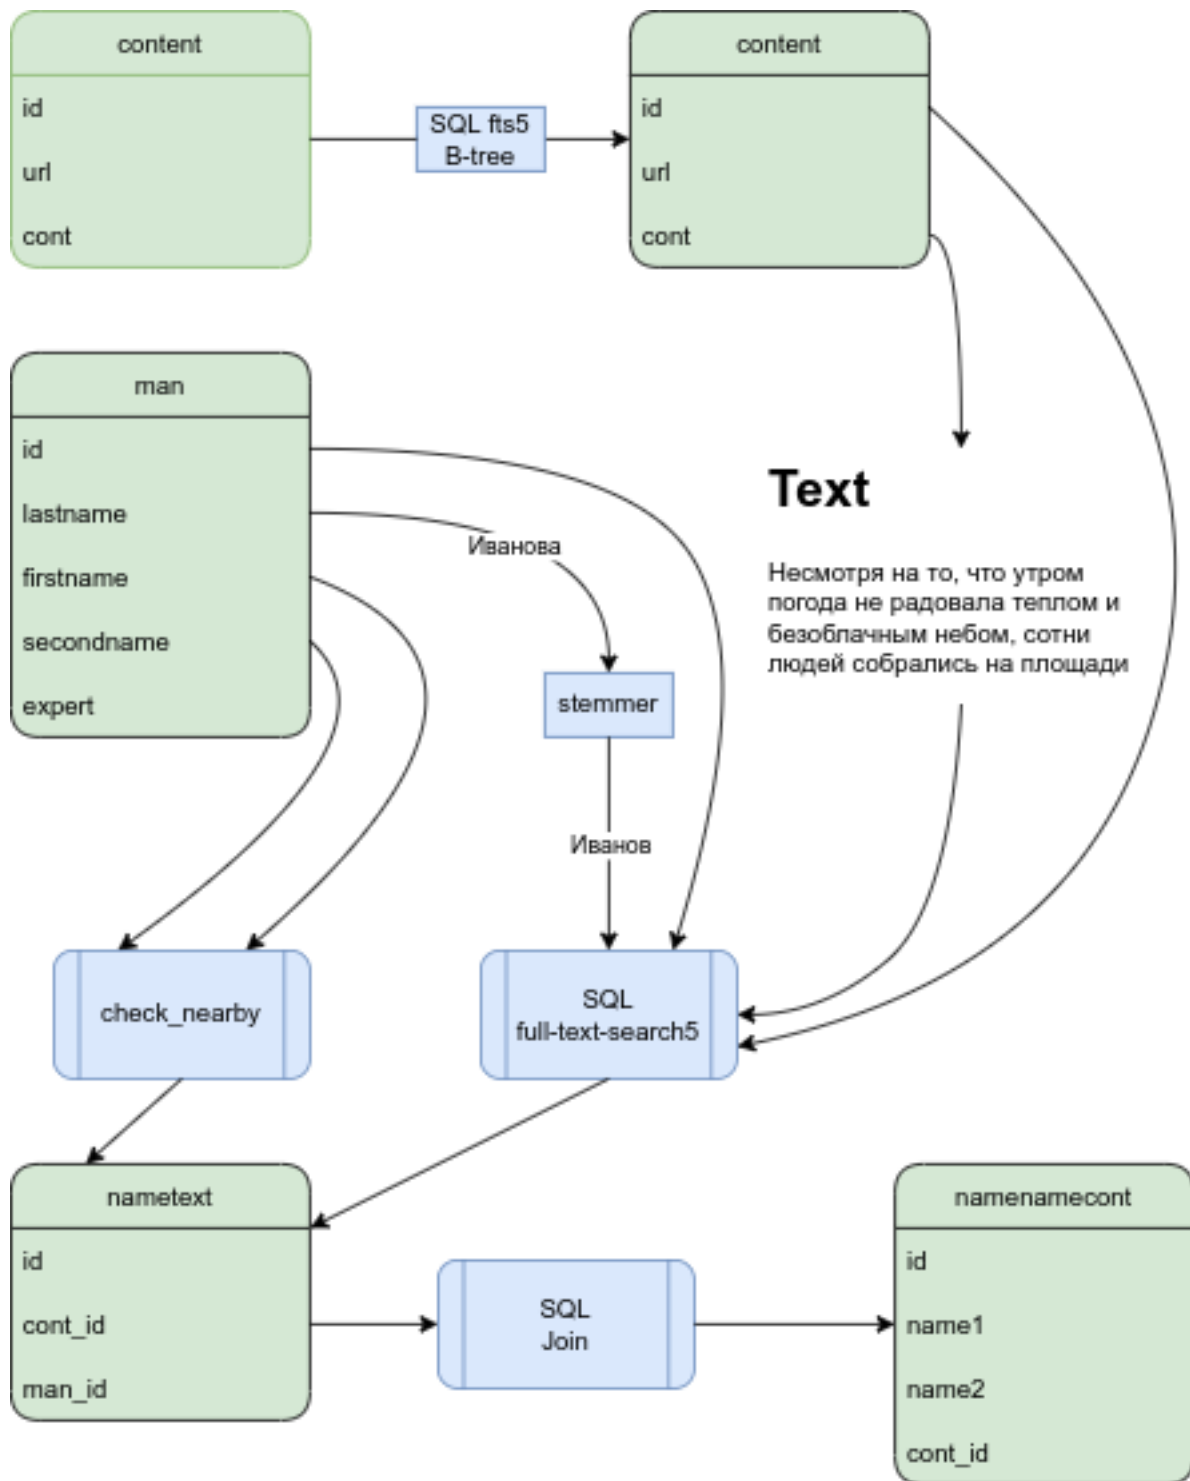 content
id
url
cont
SQL fts5
B-tree
content
id
url
cont
man
id
lastname
firstname
secondname
expert
Иванова
stemmer
Иванов
Text
Несмотря на то, что утром
погода не радовала теплом и
безоблачным небом, сотни
людей собрались на площади
check_nearby
SQL
full-text-search5
nametext
id
cont_id
man_id
SQL
Join
namenamecont
id
name1
name2
cont_id